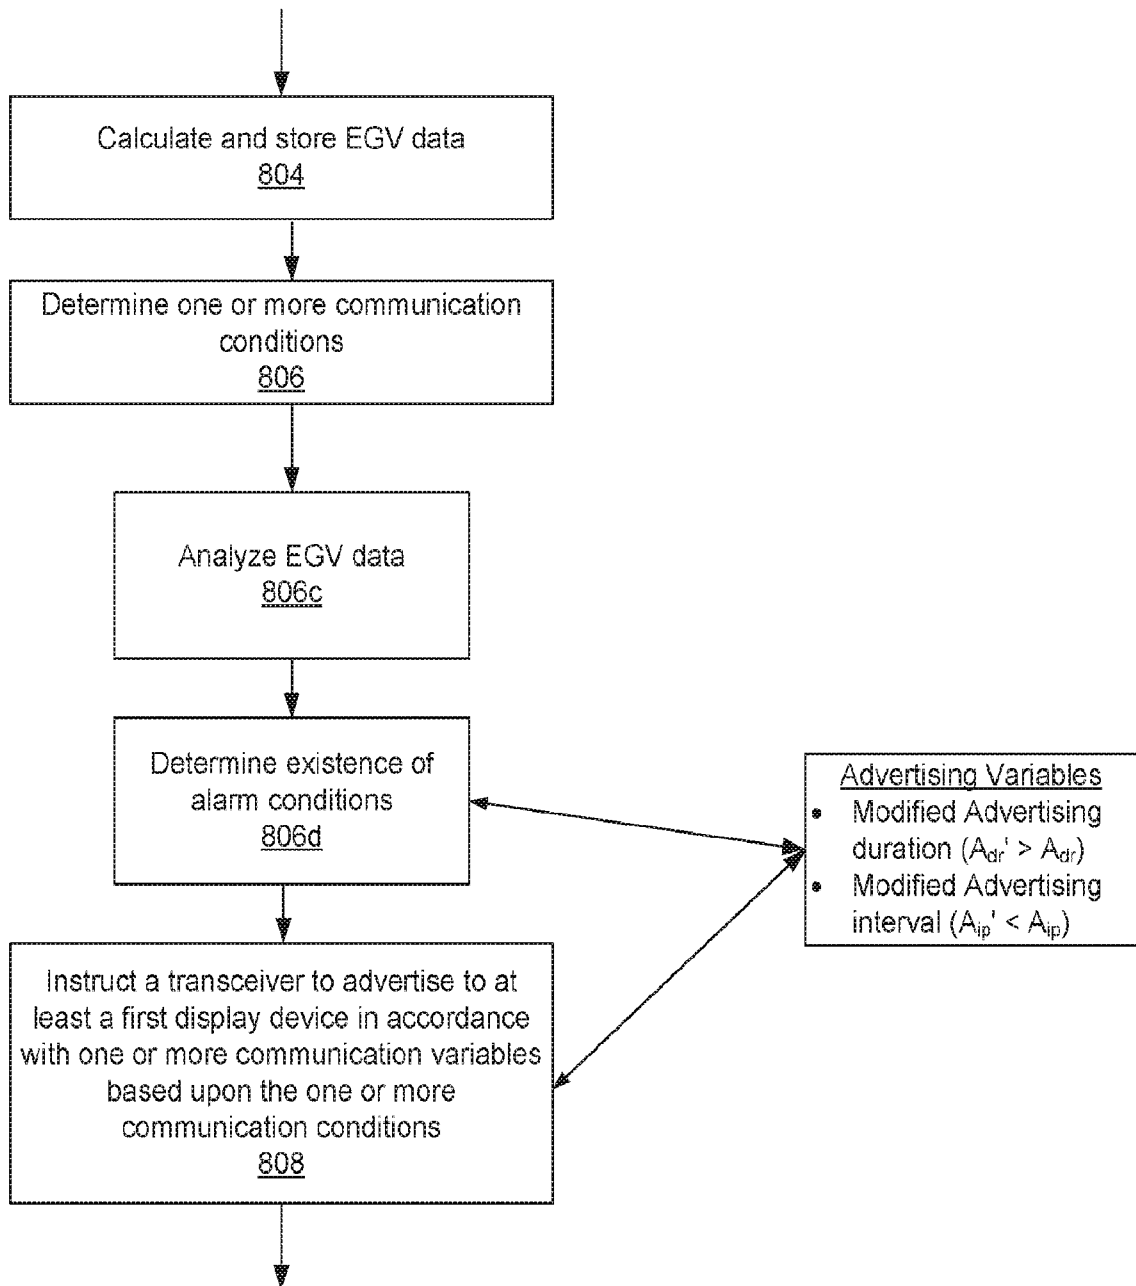 Calculate and store EGV data
804
Determine one or more communication
conditions
806
Analyze EGV data
806c
Determine existence of
alarm conditions
806d
Advertising Variables
• Modified Advertising
duration (Adr' > Adr)
• Modified Advertising
interval (Aip' < Aip)
Instruct a transceiver to advertise to at
least a first display device in accordance
with one or more communication variables
based upon the one or more
communication conditions
808